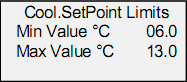 Cool.SetPoint Limits
Min Value °C 06.0
Max Value °C 13.0